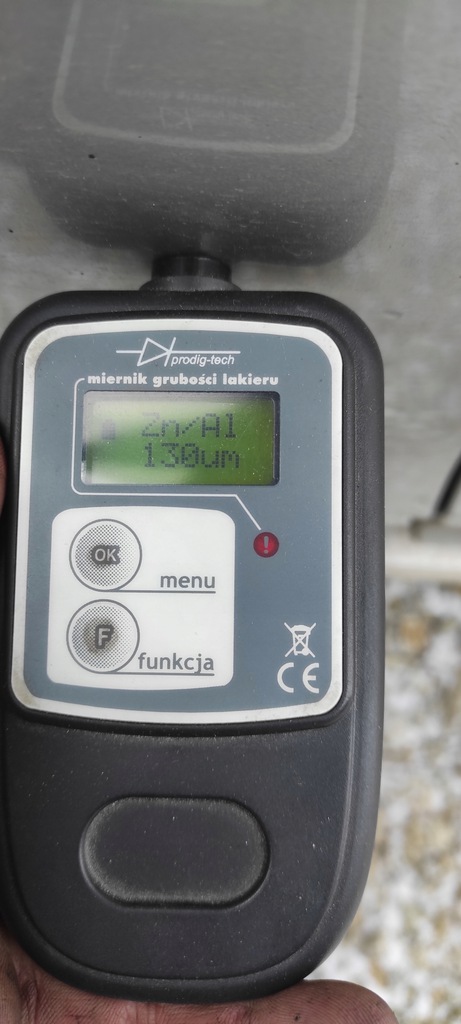 prodig-tech
miernik grubości lakieru
Zn/Al
130um
OK
menu
!
F
funkcja
CE